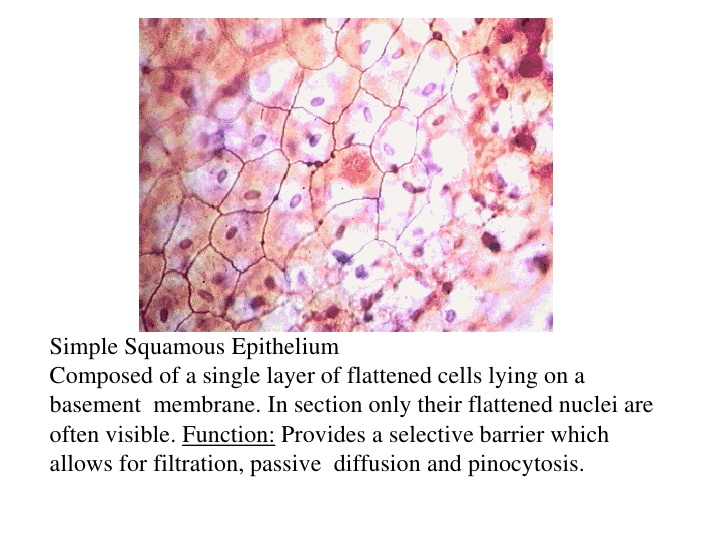 Simple Squamous Epithelium
Composed of a single layer of flattened cells lying on a
basement  membrane. In section only their flattened nuclei are
often visible. Function: Provides a selective barrier which
allows for filtration, passive  diffusion and pinocytosis.